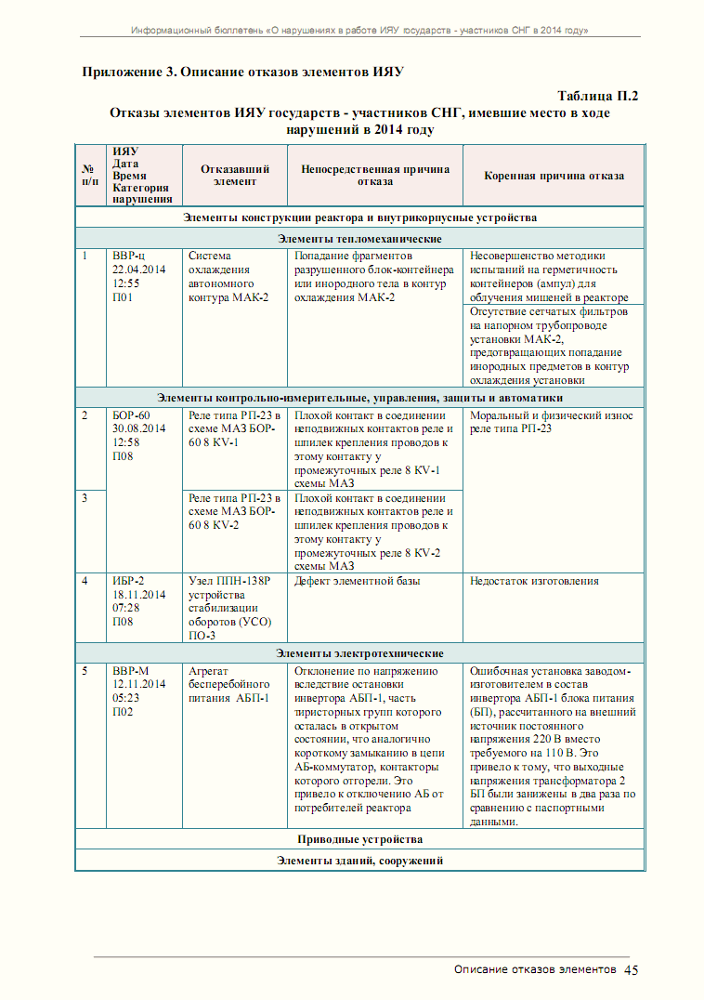 Информационный бюллетень «О нарушениях в работе ИЯУ государств - участников СНГ в 2014 году»
Приложение 3. Описание отказов элементов ИЯУ
Таблица П.2
Отказы элементов ИЯУ государств - участников СНГ, имевшие место в ходе
нарушений в 2014 году
№
п/п
ИЯУ
Дата
Время
Категория
нарушения
Отказавший
элемент
Непосредственная причина
отказа
Коренная причина отказа
Элементы конструкции реактора и внутрикорпусные устройства
Элементы тепломеханические
1
ВВР-ц
22.04.2014
12:55
П01
Система
охлаждения
автономного
контура МАК-2
Попадание фрагментов
разрушенного блок-контейнера
или инородного тела в контур
охлаждения МАК-2
Несовершенство методики
испытаний на герметичность
контейнеров (ампул) для
облучения мишеней в реакторе
Отсутствие сетчатых фильтров
на напорном трубопроводе
установки МАК-2,
предотвращающих попадание
инородных предметов в контур
охлаждения установки
Элементы контрольно-измерительные, управления, защиты и автоматики
2
БОР-60
30.08.2014
12:58
П08
Реле типа РП-23 в
схеме МАЗ БОР-
60 8 KV-1
Плохой контакт в соединении
неподвижных контактов реле и
шпилек крепления проводов к
этому контакту у
промежуточных реле 8 KV-1
схемы МАЗ
Моральный и физический износ
реле типа РП-23
3
Реле типа РП-23 в
схеме МАЗ БОР-
60 8 KV-2
Плохой контакт в соединении
неподвижных контактов реле и
шпилек крепления проводов к
этому контакту у
промежуточных реле 8 KV-2
схемы МАЗ
4
ИБР-2
18.11.2014
07:28
П08
Узел ППН-138Р
устройства
стабилизации
оборотов (УСО)
ПО-3
Дефект элементной базы
Недостаток изготовления
Элементы электротехнические
5
ВВР-М
12.11.2014
05:23
П02
Агрегат
бесперебойного
питания АБП-1
Отклонение по напряжению
вследствие остановки
инвертора АБП-1, часть
тиристорных групп которого
осталась в открытом
состоянии, что аналогично
короткому замыканию в цепи
АБ-коммутатор, контакторы
которого отгорели. Это
привело к отключению АБ от
потребителей реактора
Ошибочная установка заводом-
изготовителем в состав
инвертора АБП-1 блока питания
(БП), рассчитанного на внешний
источник постоянного
напряжения 220 В вместо
требуемого на 110 В. Это
привело к тому, что выходные
напряжения трансформатора 2
БП были занижены в два раза по
сравнению с паспортными
данными.
Приводные устройства
Элементы зданий, сооружений
Описание отказов элементов 45